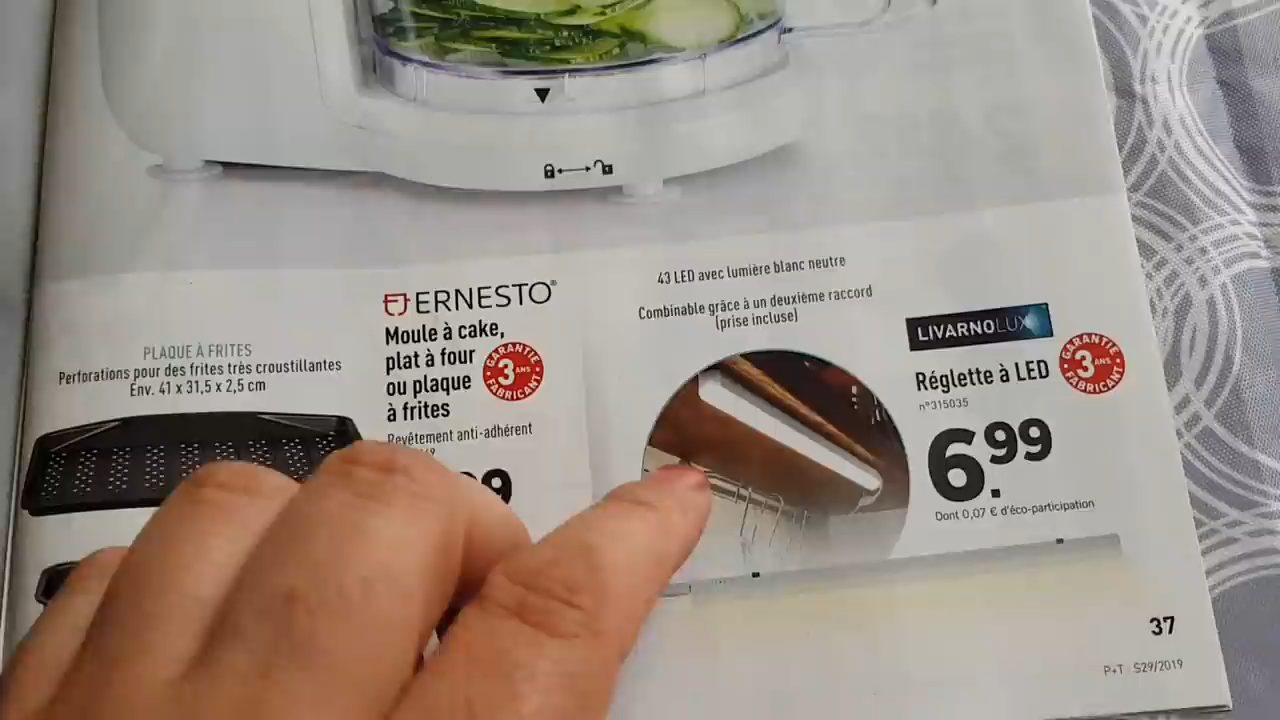 PLAQUE À FRITES
Perforations pour des frites très croustillantes
Env. 41 x 31,5 x 2,5 cm
ERNESTO®
Moule à cake,
plat à four
ou plaque
à frites
GARANTIE
3 ANS
FABRICANT
Revêtement anti-adhérent
43 LED avec lumière blanc neutre
Combinable grâce à un deuxième raccord
(prise incluse)
LIVARNOLUX
Réglette à LED
n°315035
GARANTIE
3 ANS
FABRICANT
6.99
Dont 0,07 € d'éco-participation
37
P+T S29/2019